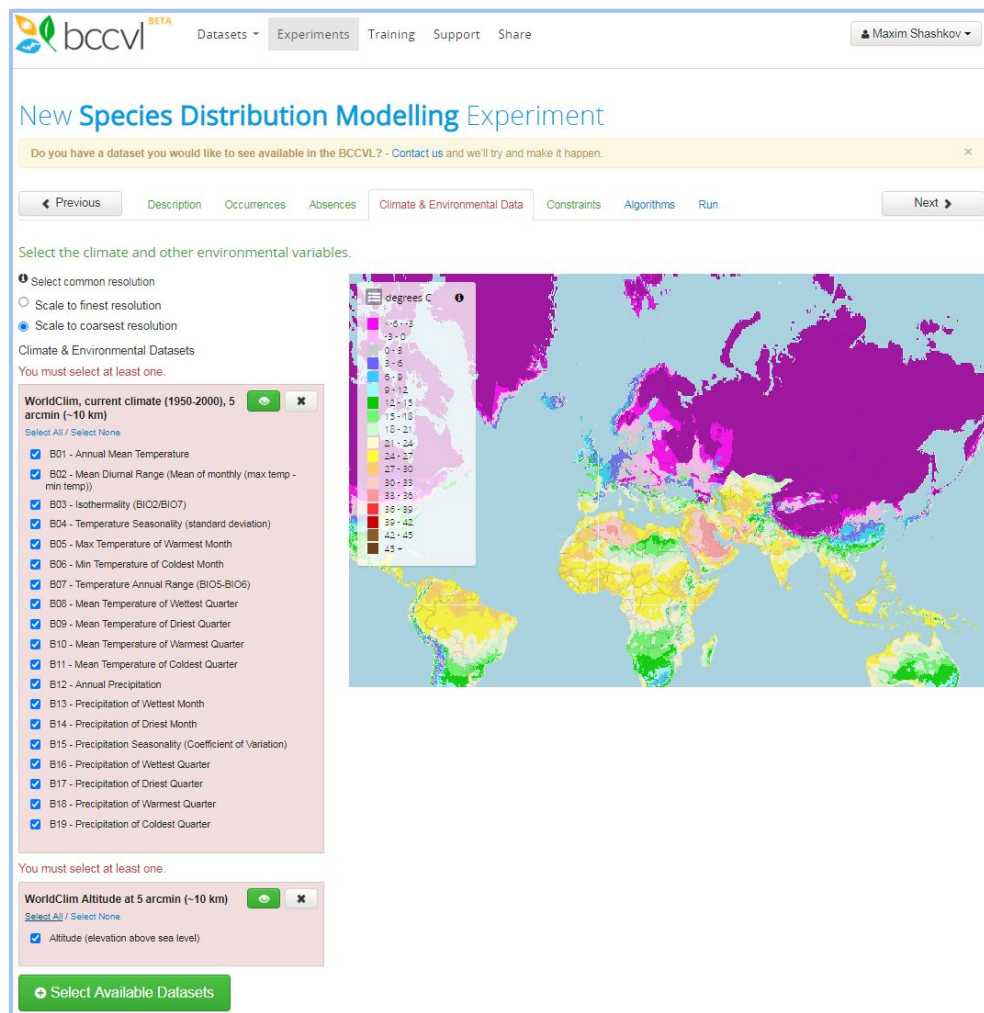 bccvl BETA
Datasets Experiments Training Support Share
Maxim Shashkov
New Species Distribution Modelling Experiment
Do you have a dataset you would like to see available in the BCCVL? - Contact us and we'll try and make it happen. ×
Previous Description Occurrences Absences Climate & Environmental Data Constraints Algorithms Run Next
Select the climate and other environmental variables.
Select common resolution
Scale to finest resolution
Scale to coarsest resolution
Climate & Environmental Datasets
You must select at least one.
WorldClim, current climate (1950-2000), 5
arcmin (~10 km)
Select All / Select None
B01 - Annual Mean Temperature
B02 - Mean Diurnal Range (Mean of monthly (max temp -
min temp))
B03 - Isothermality (BIO2/BIO7)
B04 - Temperature Seasonality (standard deviation)
B05 - Max Temperature of Warmest Month
B06 - Min Temperature of Coldest Month
B07 - Temperature Annual Range (BIO5-BIO6)
B08 - Mean Temperature of Wettest Quarter
B09 - Mean Temperature of Driest Quarter
B10 - Mean Temperature of Warmest Quarter
B11 - Mean Temperature of Coldest Quarter
B12 - Annual Precipitation
B13 - Precipitation of Wettest Month
B14 - Precipitation of Driest Month
B15 - Precipitation Seasonality (Coefficient of Variation)
B16 - Precipitation of Wettest Quarter
B17 - Precipitation of Driest Quarter
B18 - Precipitation of Warmest Quarter
B19 - Precipitation of Coldest Quarter
You must select at least one.
WorldClim Altitude at 5 arcmin (~10 km)
Select All / Select None
Altitude (elevation above sea level)
Select Available Datasets
degrees C
-3 - 0
0 - 3
3 - 6
6 - 9
9 - 12
12 - 15
15 - 18
18 - 21
21 - 24
24 - 27
27 - 30
30 - 33
33 - 36
36 - 39
39 - 42
42 - 45
45 +